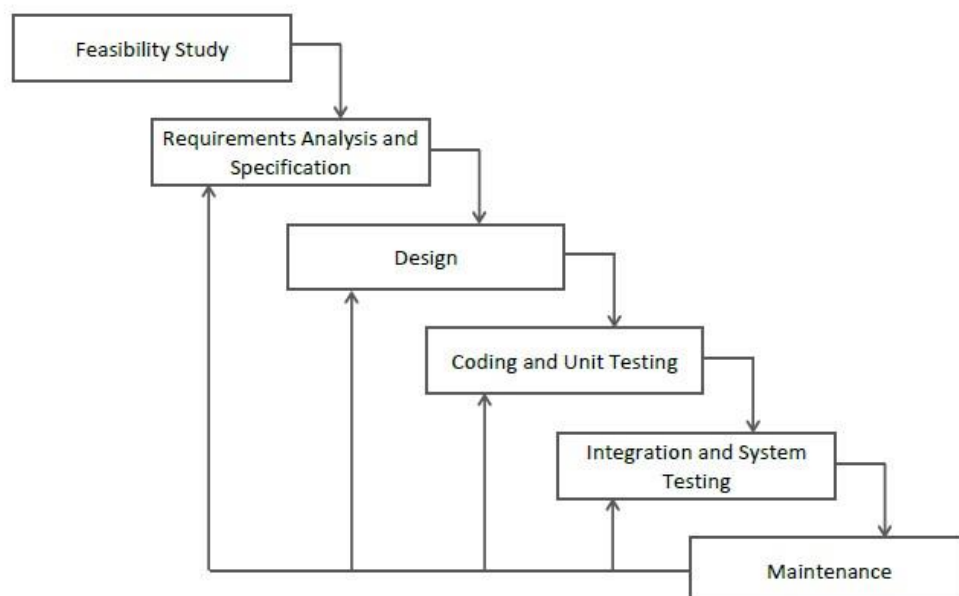 Feasibility Study
Requirements Analysis and
Specification
Design
Coding and Unit Testing
Integration and System
Testing
Maintenance